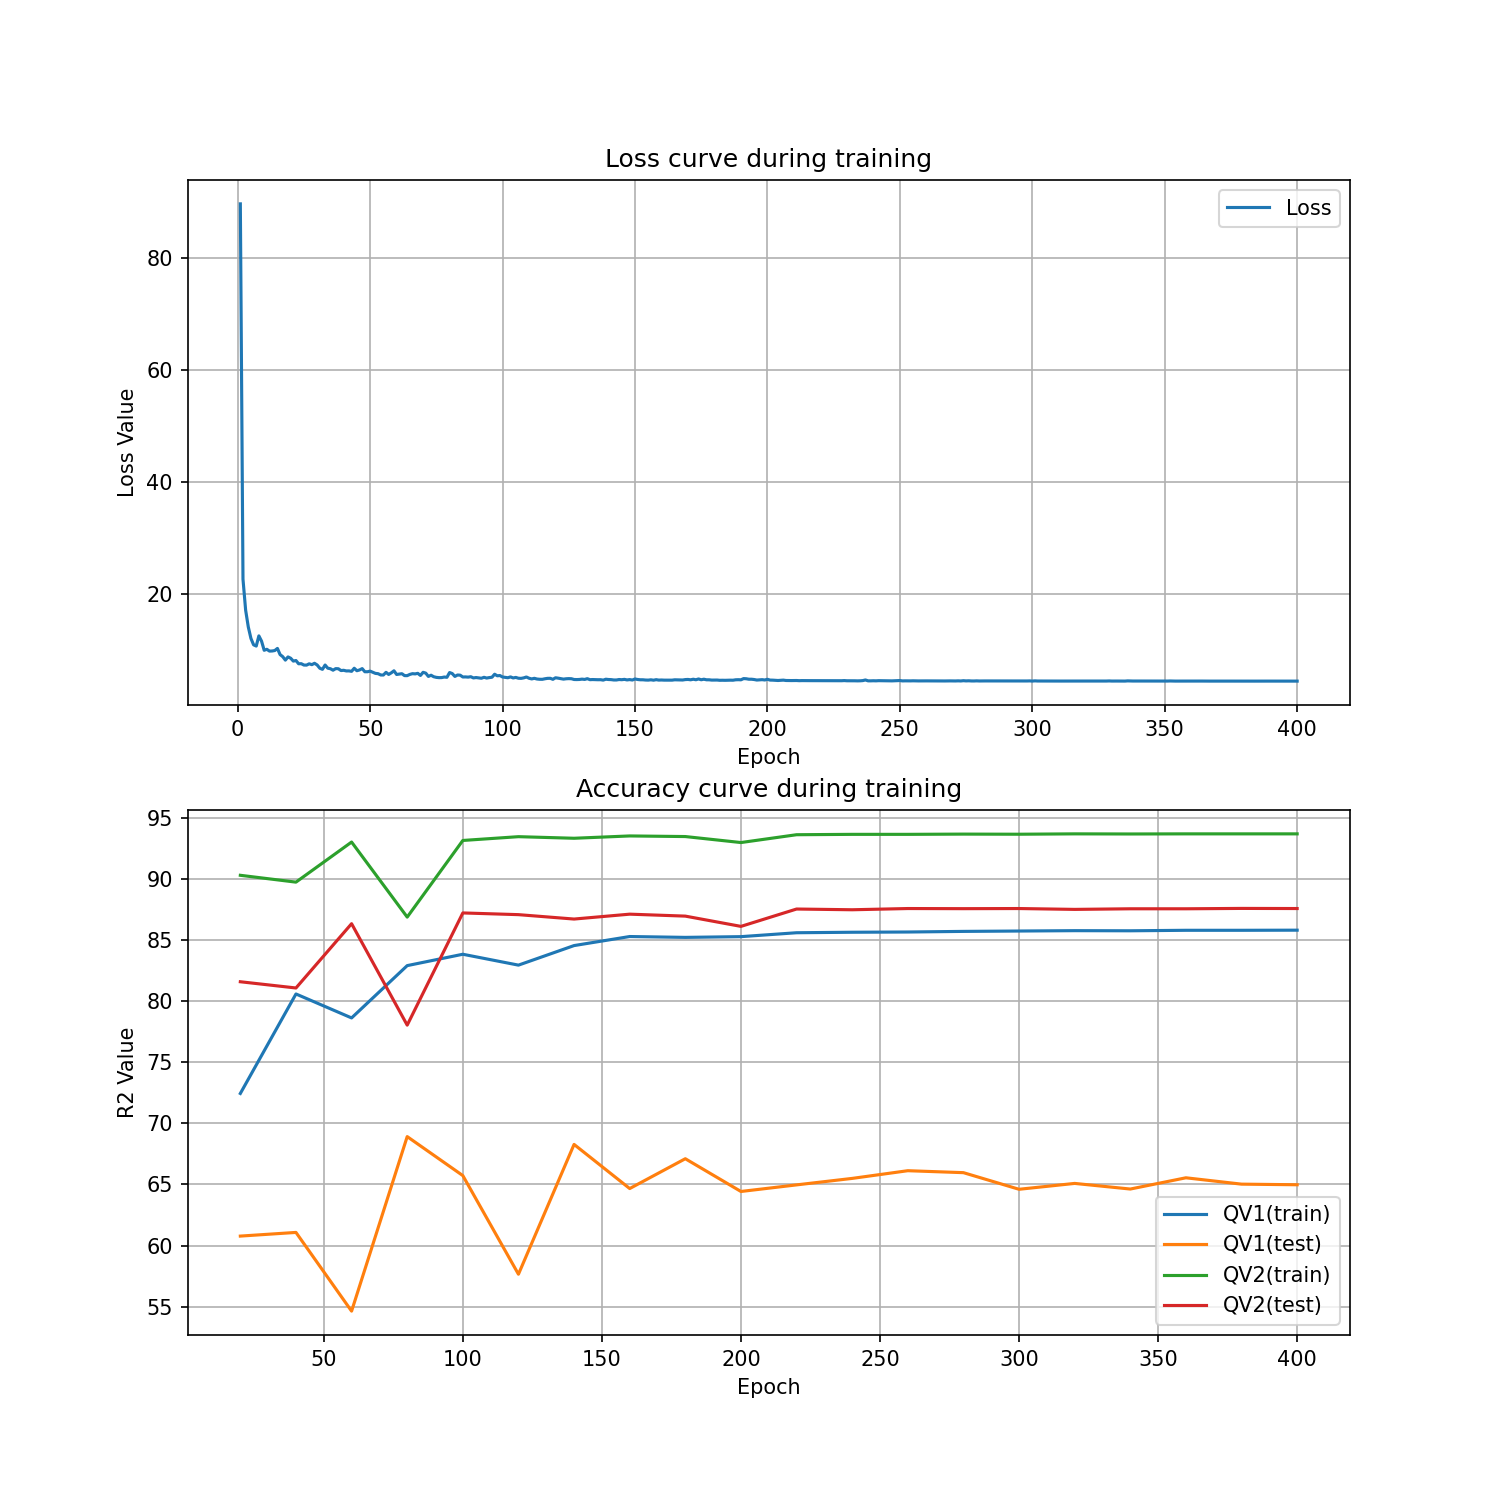 Loss curve during training
Loss
80
60
40
20
Loss Value
0 50 100 150 200 250 300 350 400
Epoch
Accuracy curve during training
95
90
85
80
75
70
65
60
55
R2 Value
QV1(train)
QV1(test)
QV2(train)
QV2(test)
50 100 150 200 250 300 350 400
Epoch